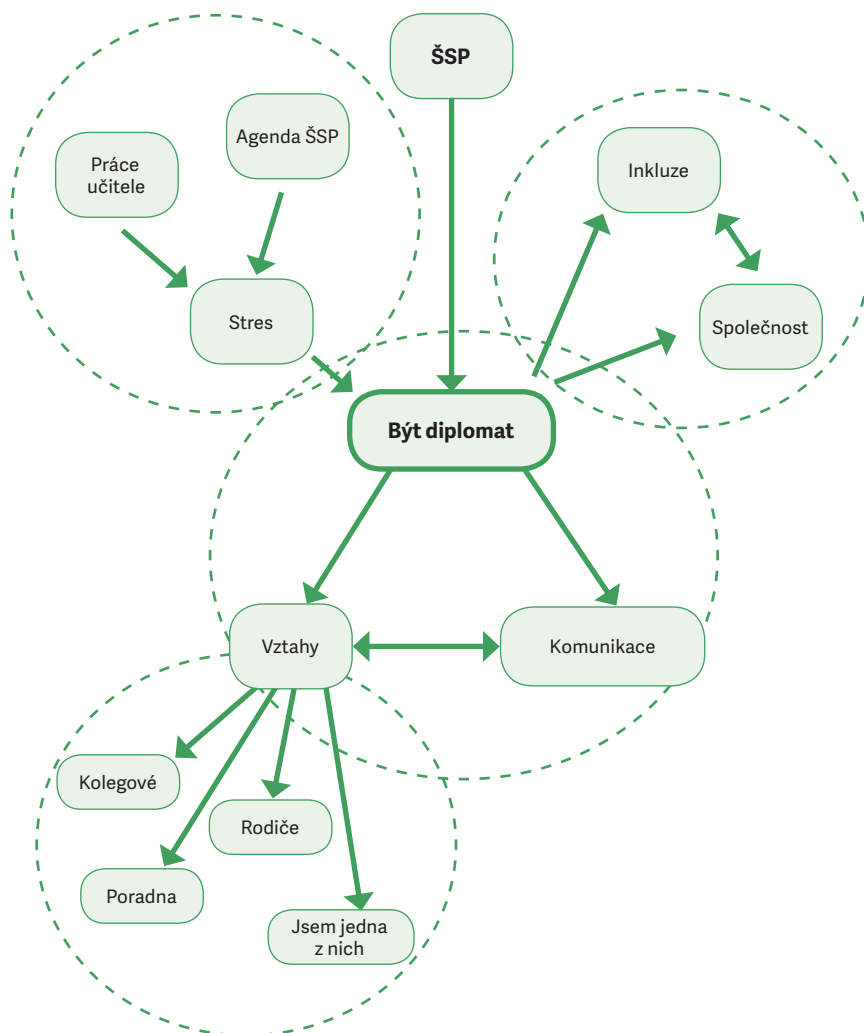 ŠSP
Agenda ŠSP
Práce
učitele
Inkluze
Stres
Společnost
Být diplomat
Vztahy
Komunikace
Kolegové
Rodiče
Poradna
Jsem jedna
z nich